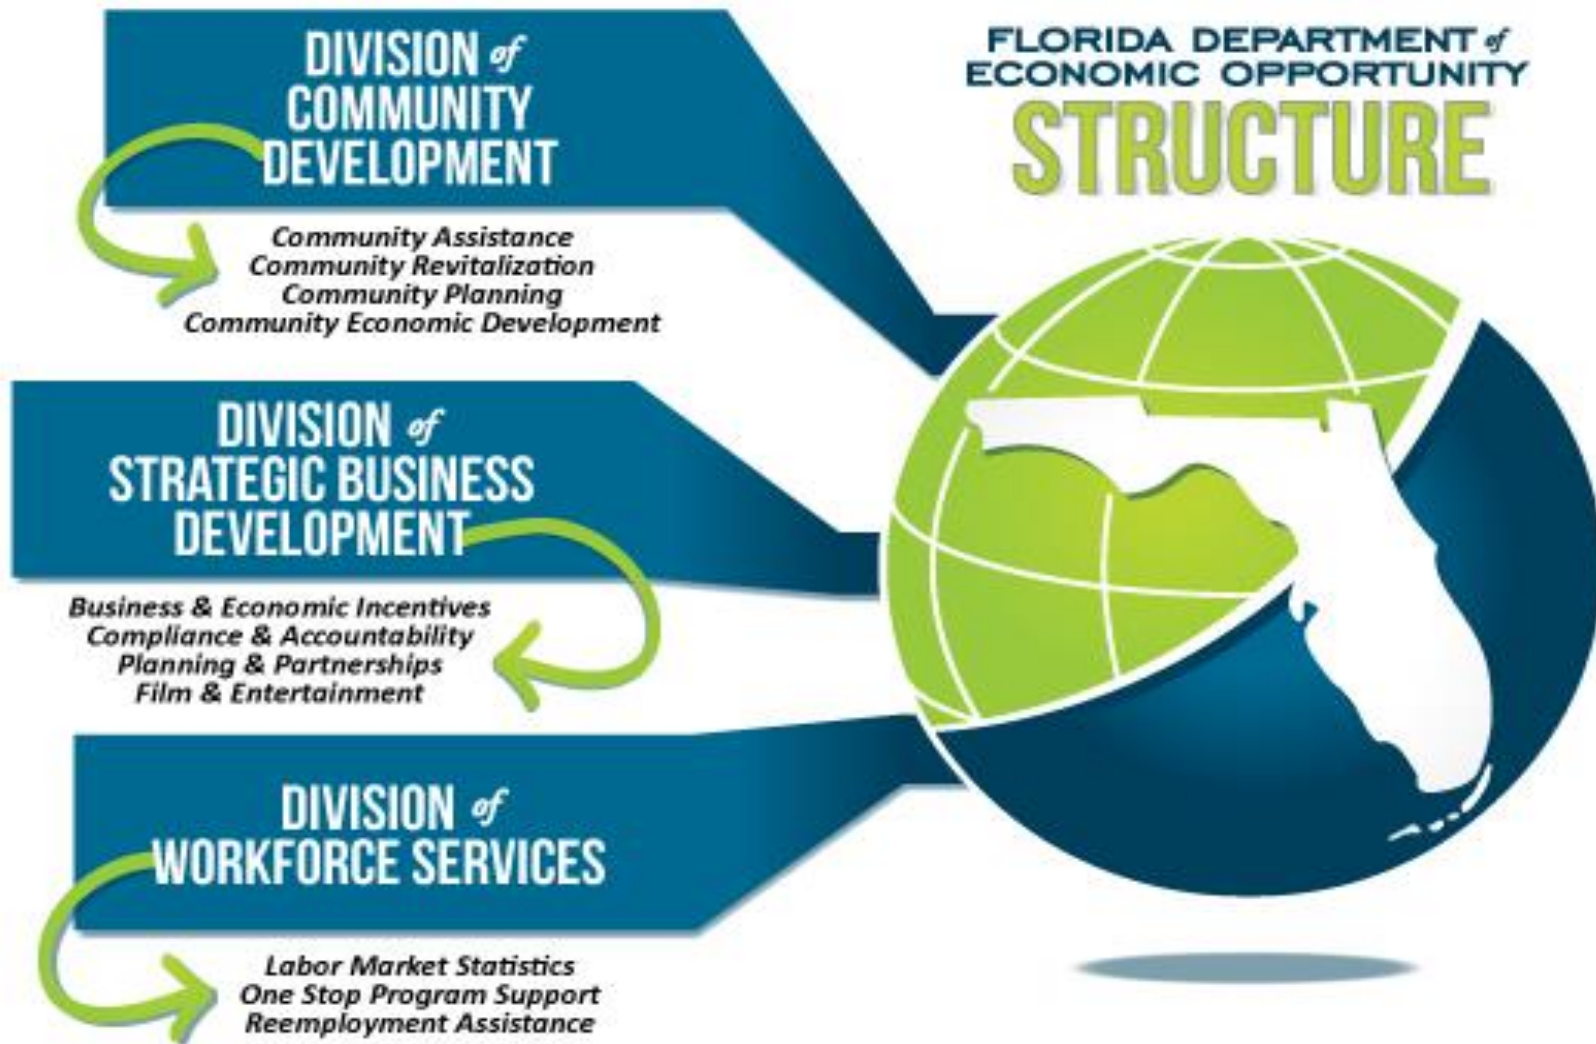 FLORIDA DEPARTMENT of
ECONOMIC OPPORTUNITY
STRUCTURE
DIVISION of
COMMUNITY
DEVELOPMENT
Community Assistance
Community Revitalization
Community Planning
Community Economic Development
DIVISION of
STRATEGIC BUSINESS
DEVELOPMENT
Business & Economic Incentives
Compliance & Accountability
Planning & Partnerships
Film & Entertainment
DIVISION of
WORKFORCE SERVICES
Labor Market Statistics
One Stop Program Support
Reemployment Assistance